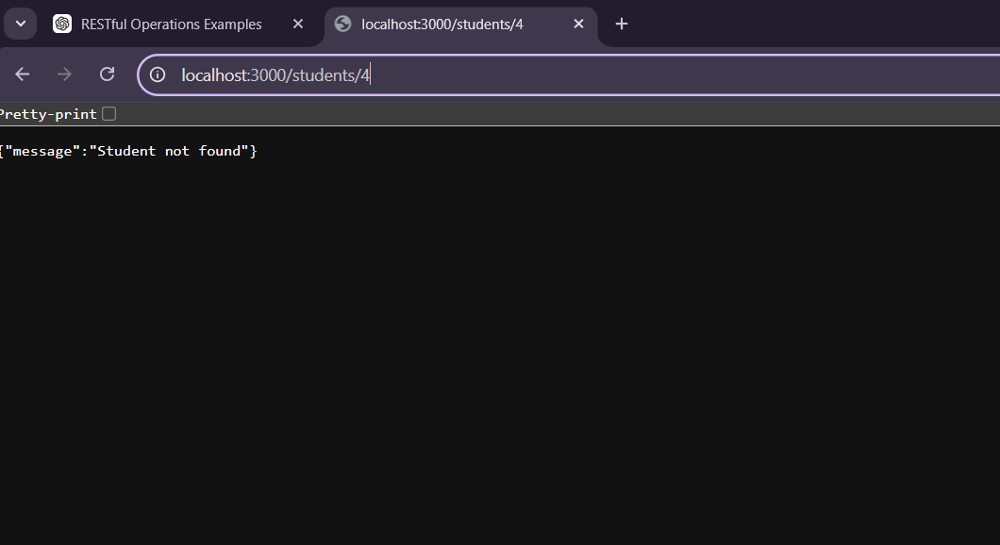 RESTful Operations Examples
localhost:3000/students/4
localhost:3000/students/4
Pretty-print
{"message":"Student not found"}